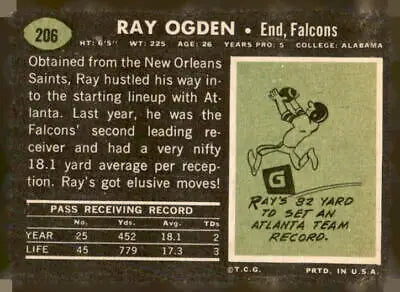 206
RAY OGDEN • End, Falcons
HT: 6'5" WT: 225 AGE: 26 YEARS PRO: 5 COLLEGE: ALABAMA
Obtained from the New Orleans
Saints, Ray hustled his way in-
to the starting lineup with At-
lanta. Last year, he was the
Falcons' second leading re-
ceiver and had a very nifty
18.1 yard average per recep-
tion. Ray's got elusive moves!
PASS RECEIVING RECORD
No. Yds. Avg. TDs
YEAR 25 452 18.1 2
LIFE 45 779 17.3 3
G
RAY'S 82 YARD
TD SET AN
ATLANTA TEAM
RECORD.
©T.C.G. PRTD. IN U.S.A.